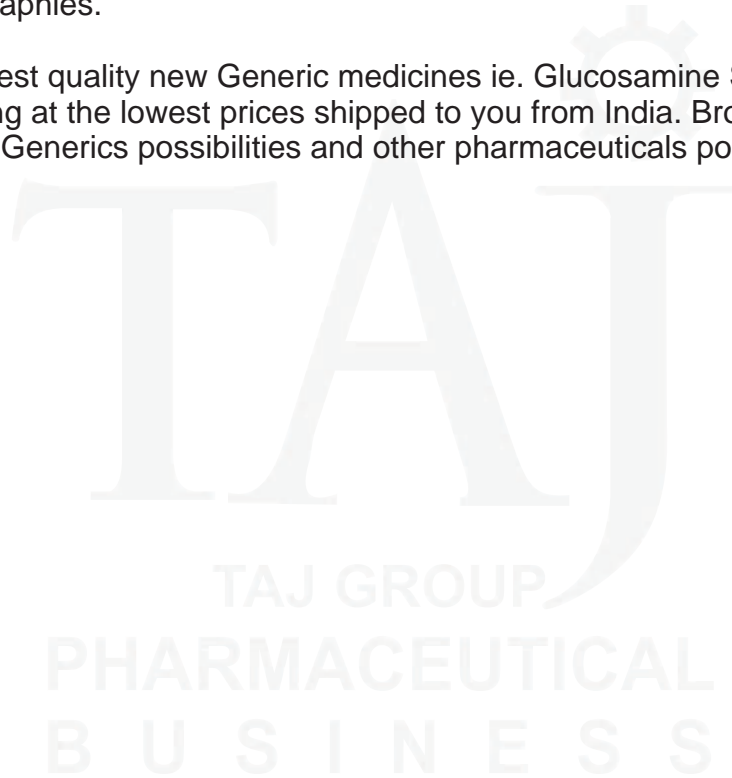 aphies.
est quality new Generic medicines ie. Glucosamine
ng at the lowest prices shipped to you from India. Bro
Generics possibilities and other pharmaceuticals po
TAJ
TAJ GROUP
PHARMACEUTICAL
BUSINESS